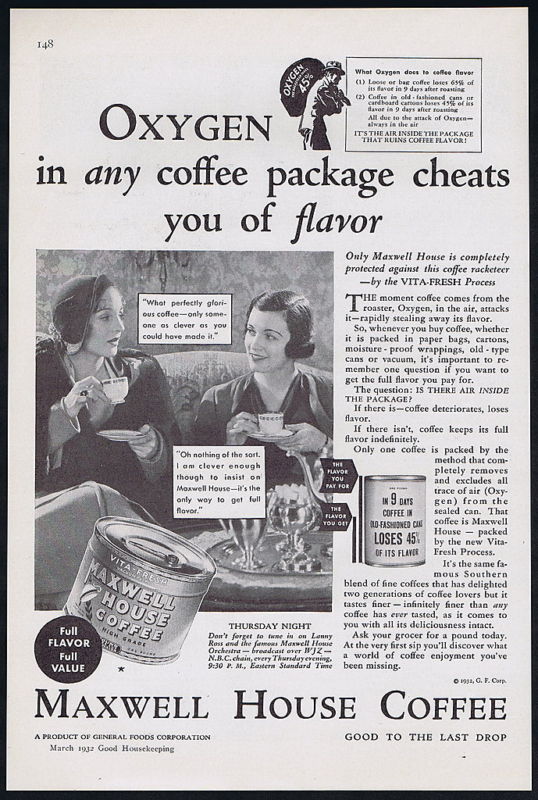 148
OXYGEN
45%
What Oxygen does to coffee flavor
(1) Loose or bag coffee loses 65% of
its flavor in 9 days after roasting
(2) Coffee in old-fashioned cans or
cardboard cartons loses 45% of its
flavor in 9 days after roasting
All due to the attack of Oxygen—
always in the air
IT'S THE AIR INSIDE THE PACKAGE
THAT RUINS COFFEE FLAVOR!
OXYGEN
in any coffee package cheats
you of flavor
"What perfectly glori-
ous coffee—only some-
one as clever as you
could have made it."
"Oh nothing of the sort.
I am clever enough
though to insist on
Maxwell House—it's the
only way to get full
flavor."
VITA-FRESH
MAXWELL
HOUSE
COFFEE
HIGH GRADE
Full
FLAVOR
Full
VALUE
THURSDAY NIGHT
Don't forget to tune in on Lanny
Ross and the famous Maxwell House
Orchestra—broadcast over WJZ—
N.B.C. chain, every Thursday evening,
9:30 P. M., Eastern Standard Time
Only Maxwell House is completely
protected against this coffee racketeer
—by the VITA-FRESH Process
THE moment coffee comes from the
roaster, Oxygen, in the air, attacks
it—rapidly stealing away its flavor.
So, whenever you buy coffee, whether
it is packed in paper bags, cartons,
moisture-proof wrappings, old-type
cans or vacuum, it's important to re-
member one question if you want to
get the full flavor you pay for.
The question: IS THERE AIR INSIDE
THE PACKAGE?
If there is—coffee deteriorates, loses
flavor.
If there isn't, coffee keeps its full
flavor indefinitely.
Only one coffee is packed by the
method that com-
pletely removes
and excludes all
trace of air (Oxy-
gen) from the
sealed can. That
coffee is Maxwell
House — packed
by the new Vita-
Fresh Process.
It's the same fa-
mous Southern
blend of fine coffees that has delighted
two generations of coffee lovers but it
tastes finer—infinitely finer than any
coffee has ever tasted, as it comes to
you with all its deliciousness intact.
Ask your grocer for a pound today.
At the very first sip you'll discover what
a world of coffee enjoyment you've
been missing.
THE
FLAVOR
YOU
PAY FOR
THE
FLAVOR
YOU GET
IN 9 DAYS
COFFEE IN
OLD-FASHIONED CANS
LOSES 45%
OF ITS FLAVOR
© 1932, G. F. Corp.
MAXWELL HOUSE COFFEE
A PRODUCT OF GENERAL FOODS CORPORATION
GOOD TO THE LAST DROP
March 1932 Good Housekeeping